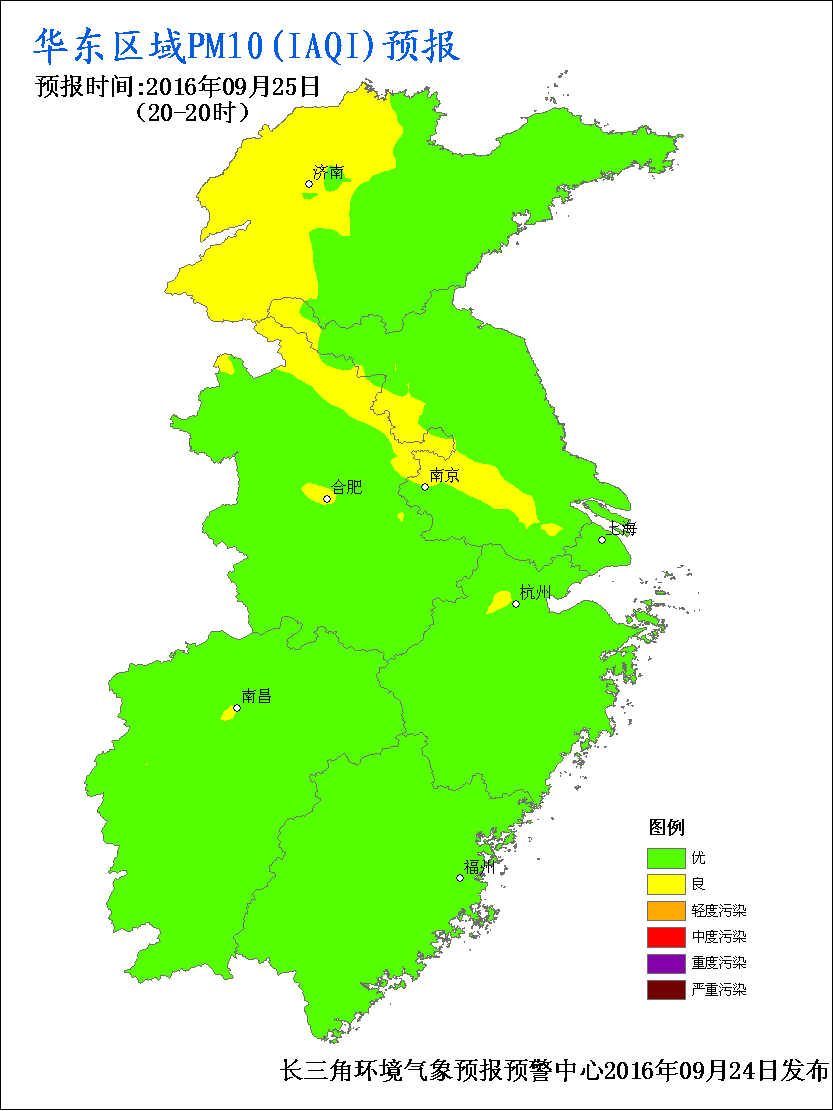 华东区域PM10(IAQI)预报
预报时间:2016年09月25日
(20-20时)
济南
南京
合肥
上海
杭州
南昌
福州
图例
优
良
轻度污染
中度污染
重度污染
严重污染
长三角环境气象预报预警中心2016年09月24日发布